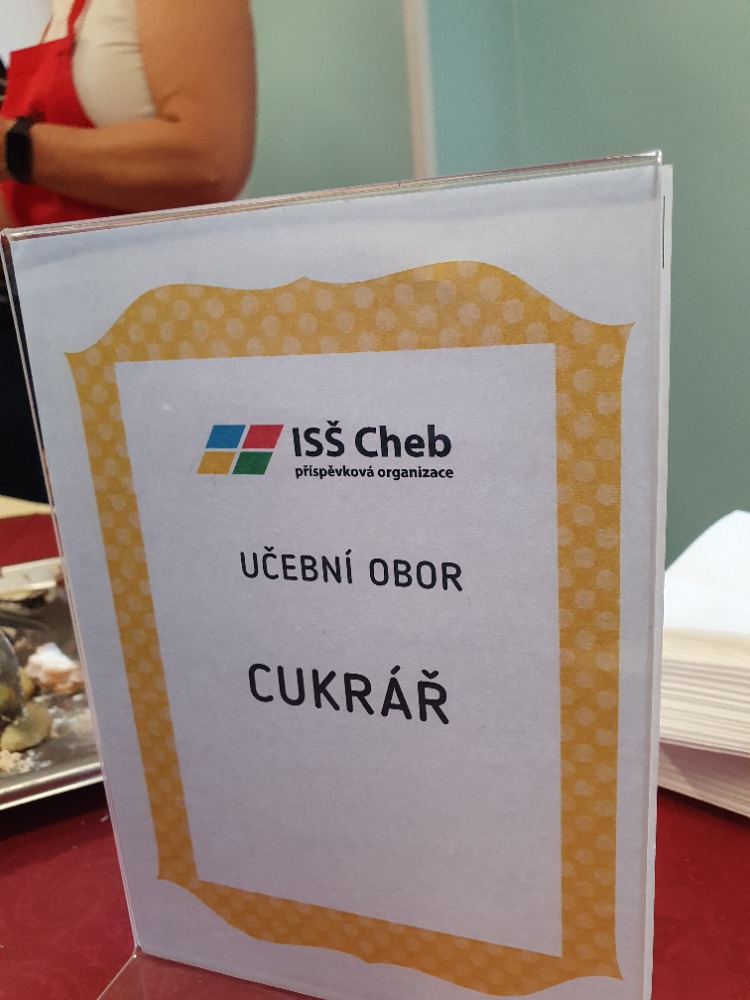 ISŠ Cheb
příspěvková organizace
UČEBNÍ OBOR
CUKRÁŘ